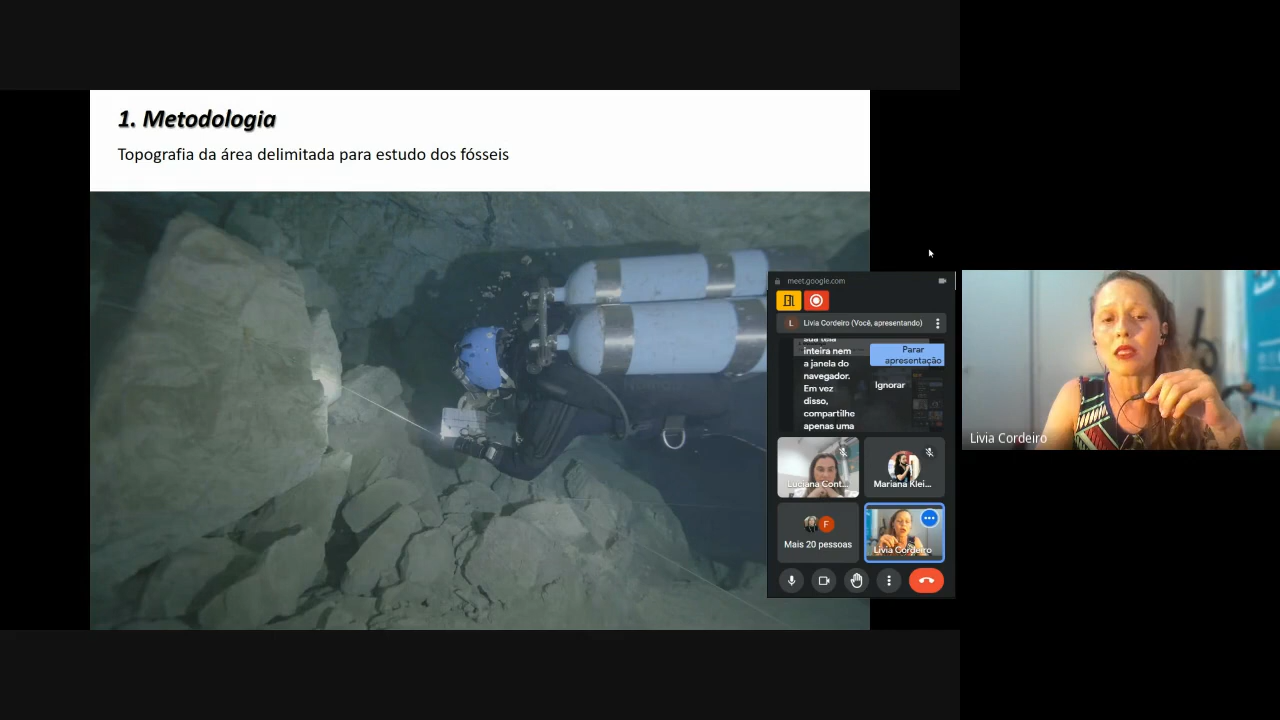 1. Metodologia
Topografia da área delimitada para estudo dos fósseis
meet.google.com
L
Livia Cordeiro (Você, apresentando)
inteira nem
a janela do
navegador.
Em vez
disso,
compartilhe
apenas uma
Parar
apresentação
Ignorar
Luciana Cont...
Mariana Klei...
F
Mais 20 pessoas
Livia Cordeiro
Livia Cordeiro